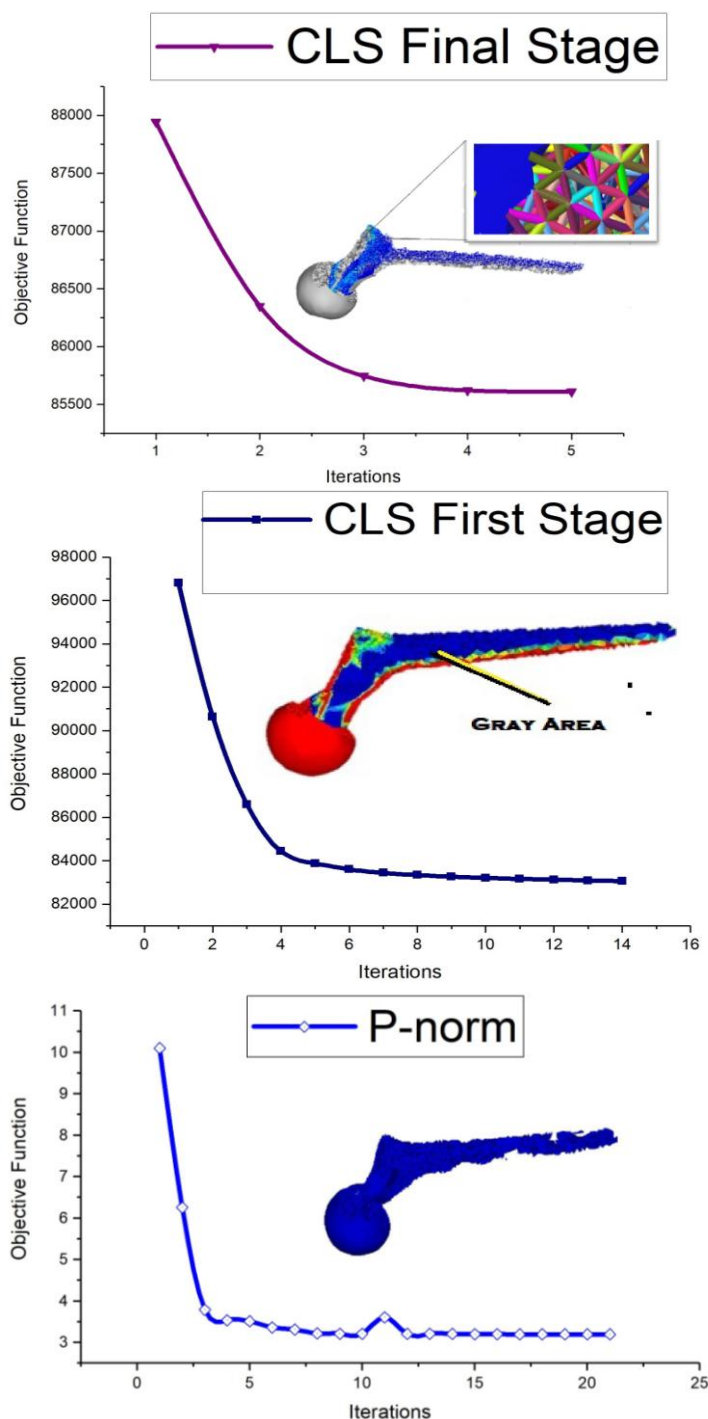 CLS Final Stage
88000
87500
87000
86500
86000
85500
Objective Function
1 2 3 4 5
Iterations
CLS First Stage
98000
96000
94000
92000
90000
88000
86000
84000
82000
Objective Function
GRAY AREA
0 2 4 6 8 10 12 14 16
Iterations
P-norm
11
10
9
8
7
6
5
4
3
Objective Function
0 5 10 15 20 25
Iterations